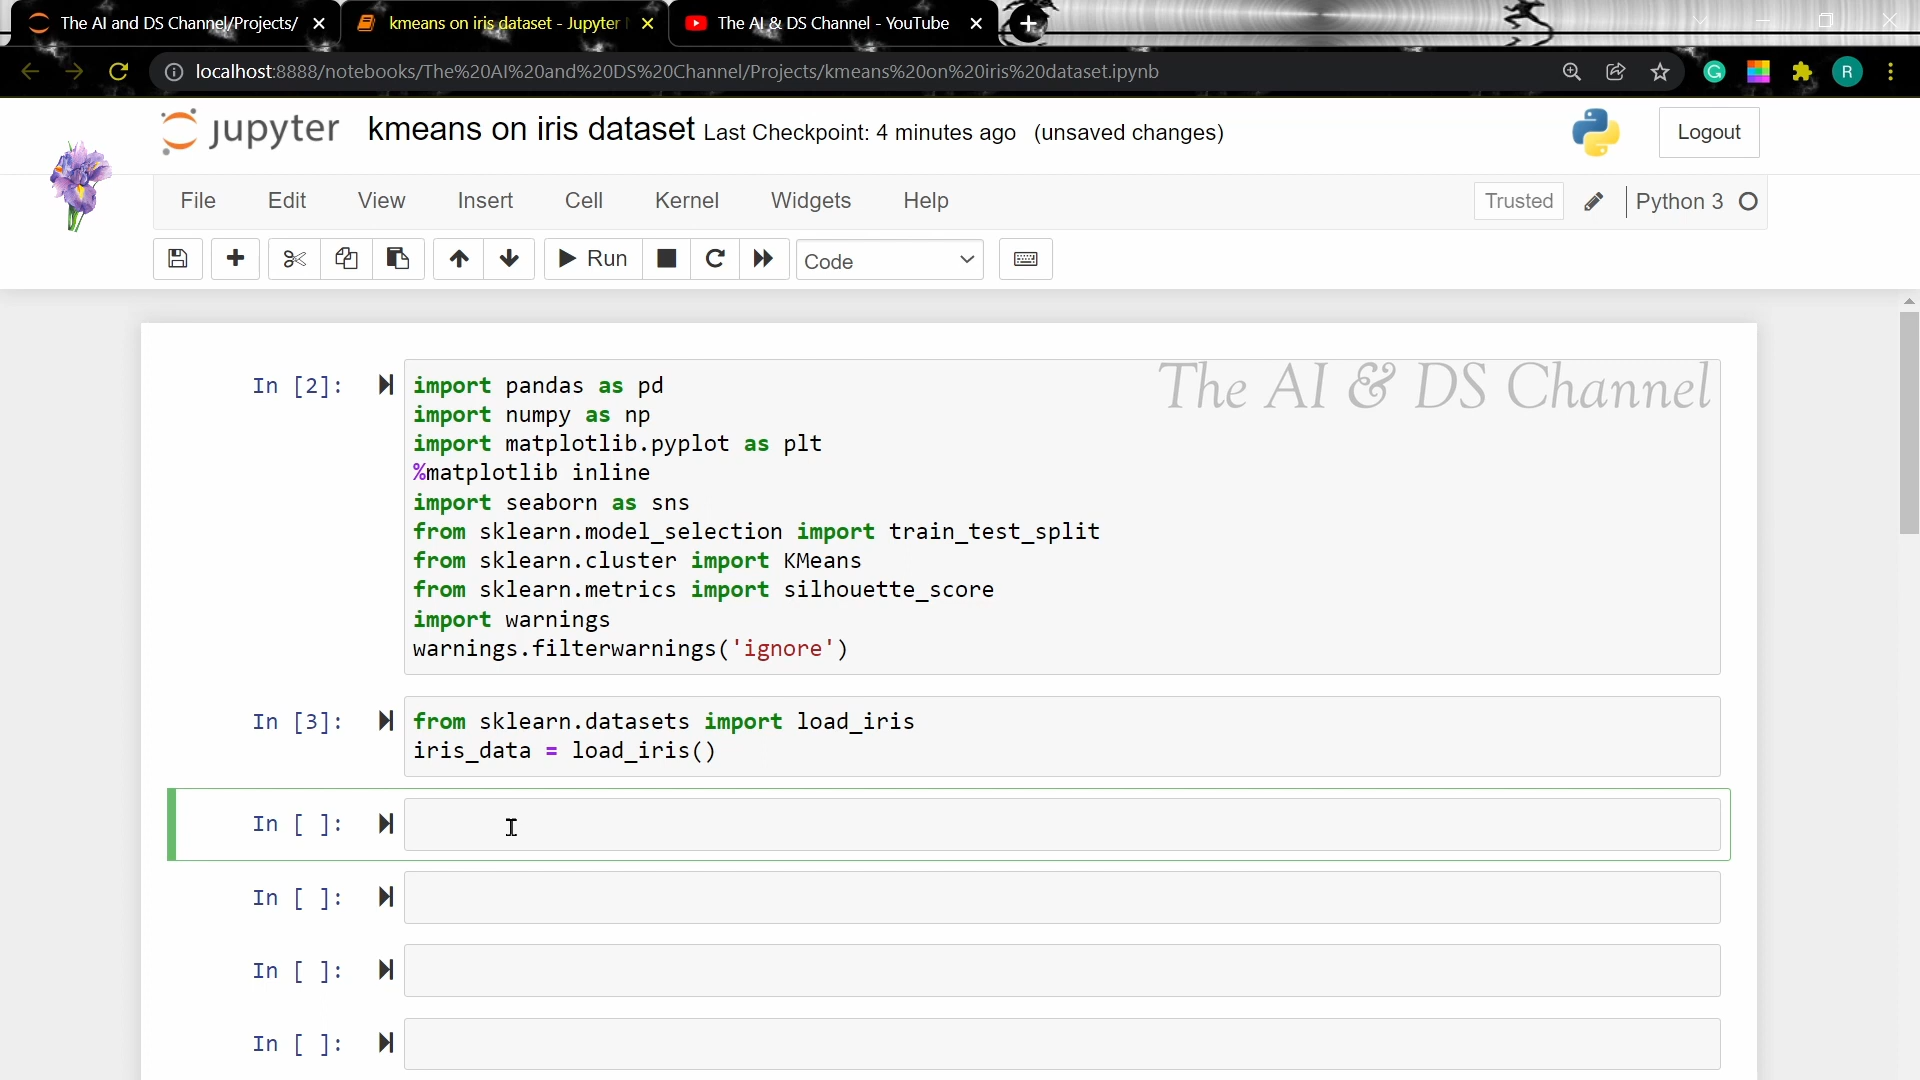 The AI and DS Channel/Projects/
kmeans on iris dataset - Jupyter
The AI & DS Channel - YouTube
localhost:8888/notebooks/The%20AI%20and%20DS%20Channel/Projects/kmeans%20on%20iris%20dataset.ipynb
G
R
jupyter kmeans on iris dataset Last Checkpoint: 4 minutes ago (unsaved changes)
Logout
File Edit View Insert Cell Kernel Widgets Help Trusted Python 3
Run Code
The AI & DS Channel
In [2]: import pandas as pd
import numpy as np
import matplotlib.pyplot as plt
%matplotlib inline
import seaborn as sns
from sklearn.model_selection import train_test_split
from sklearn.cluster import KMeans
from sklearn.metrics import silhouette_score
import warnings
warnings.filterwarnings('ignore')
In [3]: from sklearn.datasets import load_iris
iris_data = load_iris()
In [ ]:
In [ ]:
In [ ]:
In [ ]: